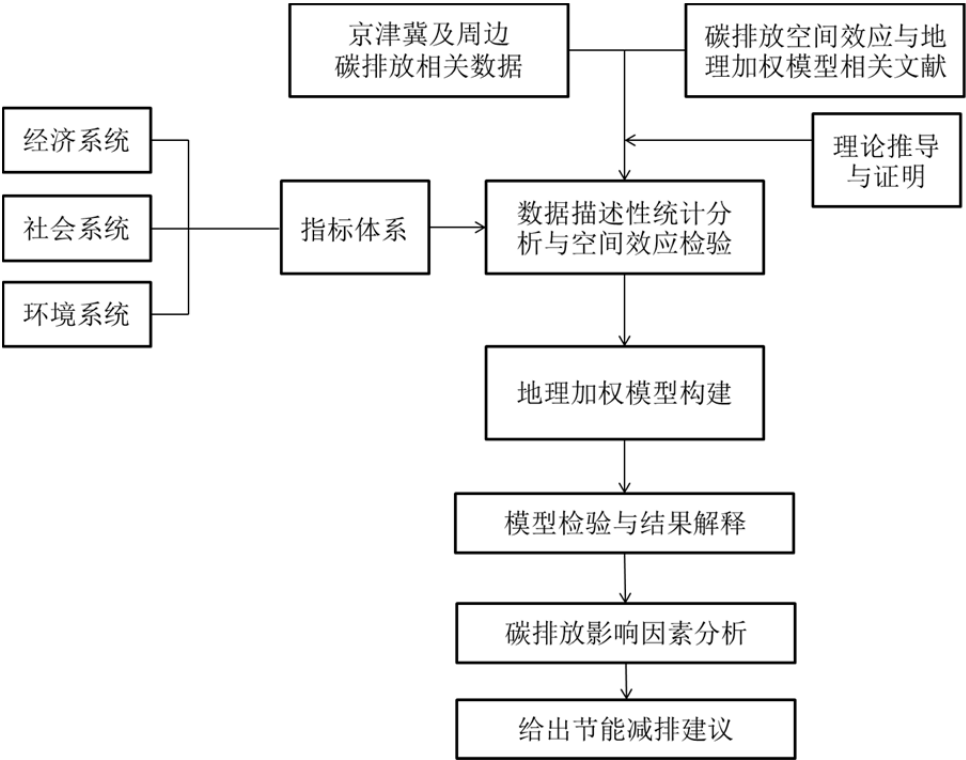 京津冀及周边
碳排放相关数据
碳排放空间效应与地
理加权模型相关文献
经济系统
理论推导
与证明
社会系统
指标体系
数据描述性统计分
析与空间效应检验
环境系统
地理加权模型构建
模型检验与结果解释
碳排放影响因素分析
给出节能减排建议